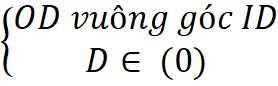 OD vuông góc ID
D ∈ (0)